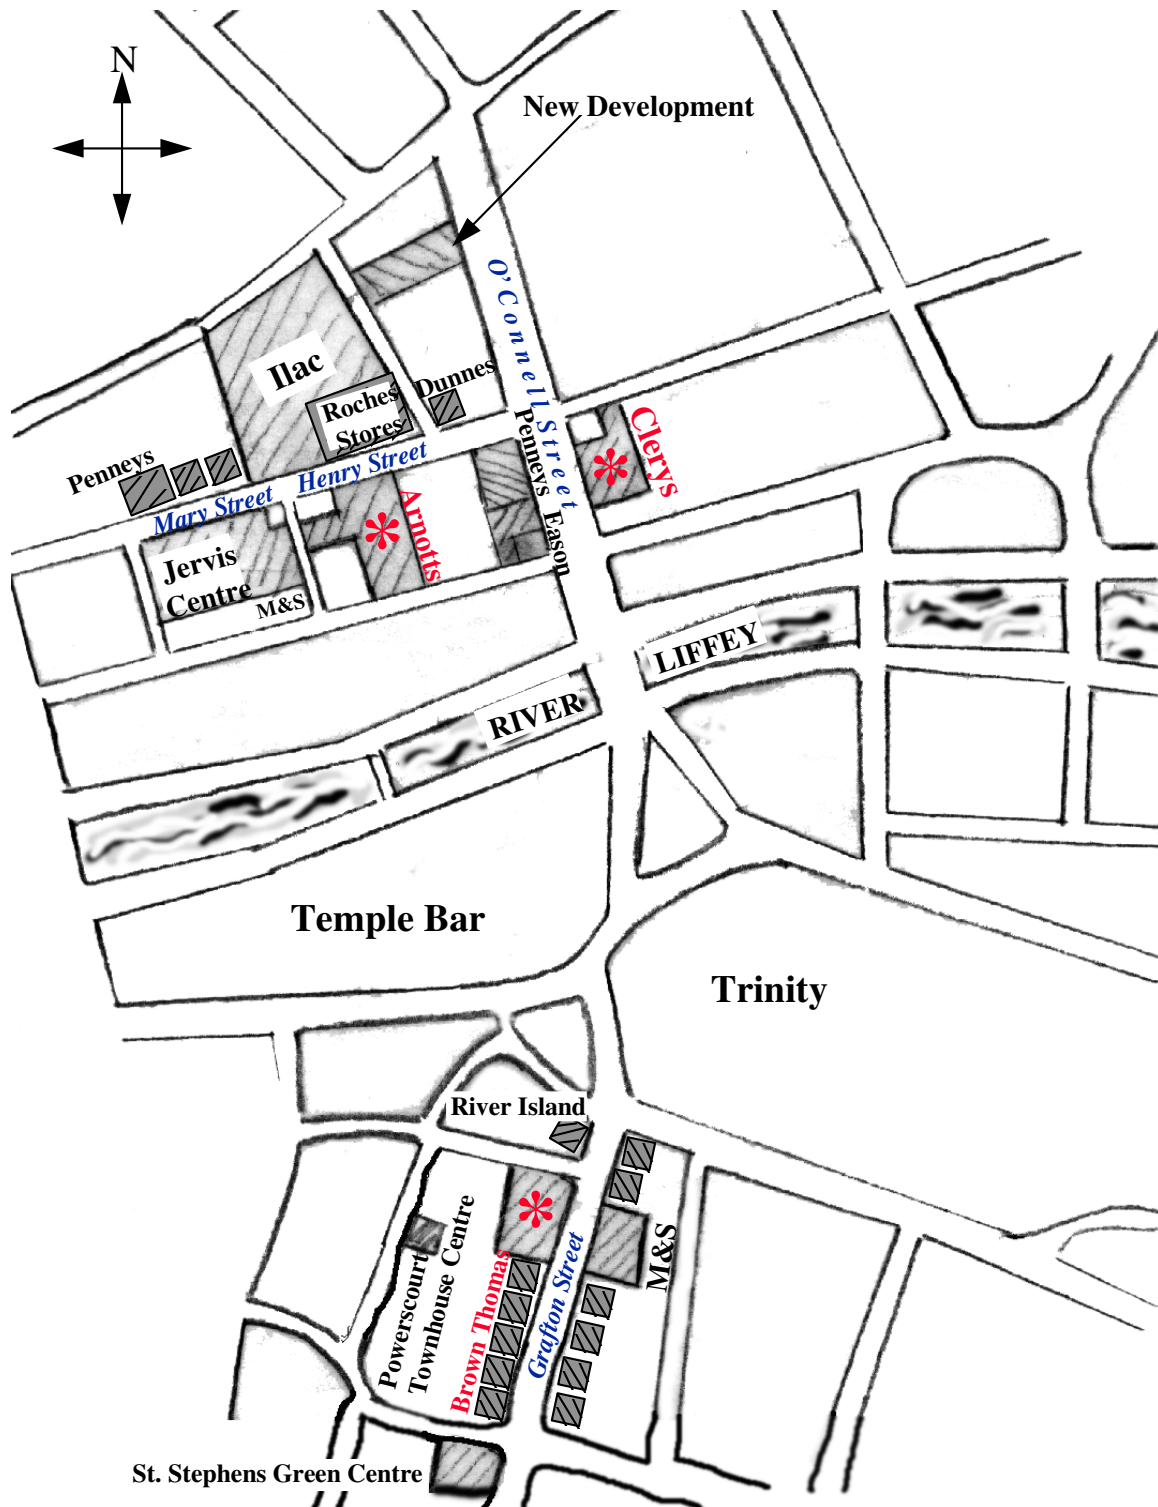 N
New Development
O'Connell Street
Ilac
Roches
Stores
Dunnes
Penneys
Clerys
Penneys
Henry Street
Mary Street
Arnotts
Eason
Jervis
Centre
M&S
LIFFEY
RIVER
Temple Bar
Trinity
River Island
Powerscourt
Townhouse Centre
Brown Thomas
Grafton Street
M&S
St. Stephens Green Centre